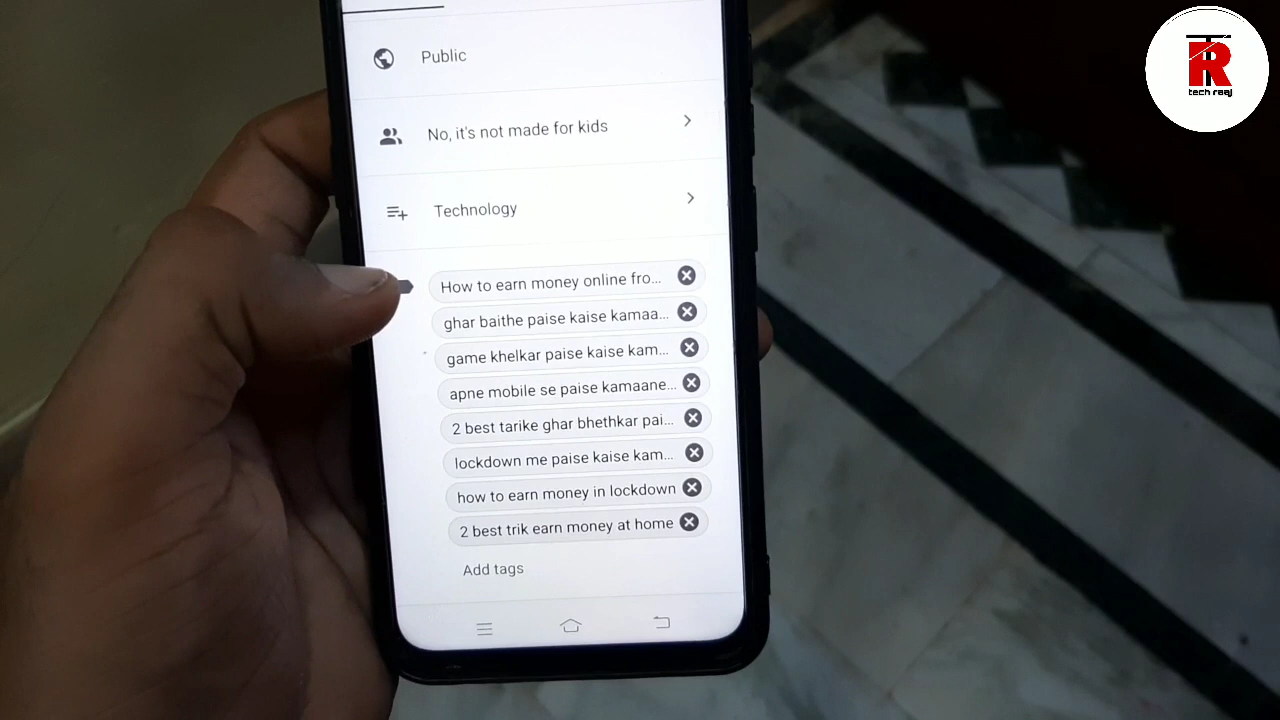 Public
No, it's not made for kids
Technology
How to earn money online fro...
ghar baithe paise kaise kamaa...
game khelkar paise kaise kam...
apne mobile se paise kamaane...
2 best tarike ghar bhethkar pai...
lockdown me paise kaise kam...
how to earn money in lockdown
2 best trik earn money at home
Add tags
TR
tech raaj